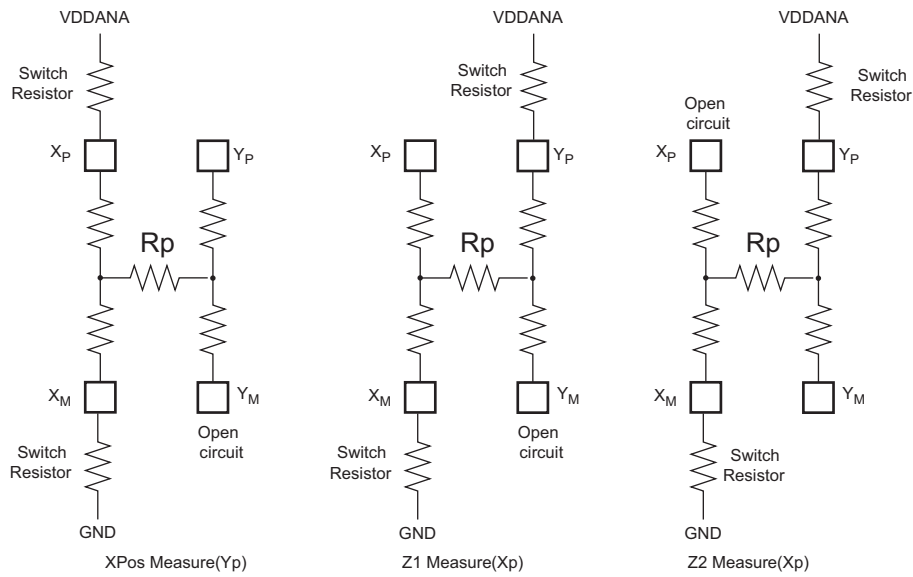 VDDANA
Switch
Resistor
XP
YP
Rp
XM
YM
Open
circuit
Switch
Resistor
GND
XPos Measure(Yp)
VDDANA
Switch
Resistor
XP
YP
Rp
XM
YM
Open
circuit
Switch
Resistor
GND
Z1 Measure(Xp)
VDDANA
Switch
Resistor
Open
circuit
XP
YP
Rp
XM
YM
Switch
Resistor
GND
Z2 Measure(Xp)